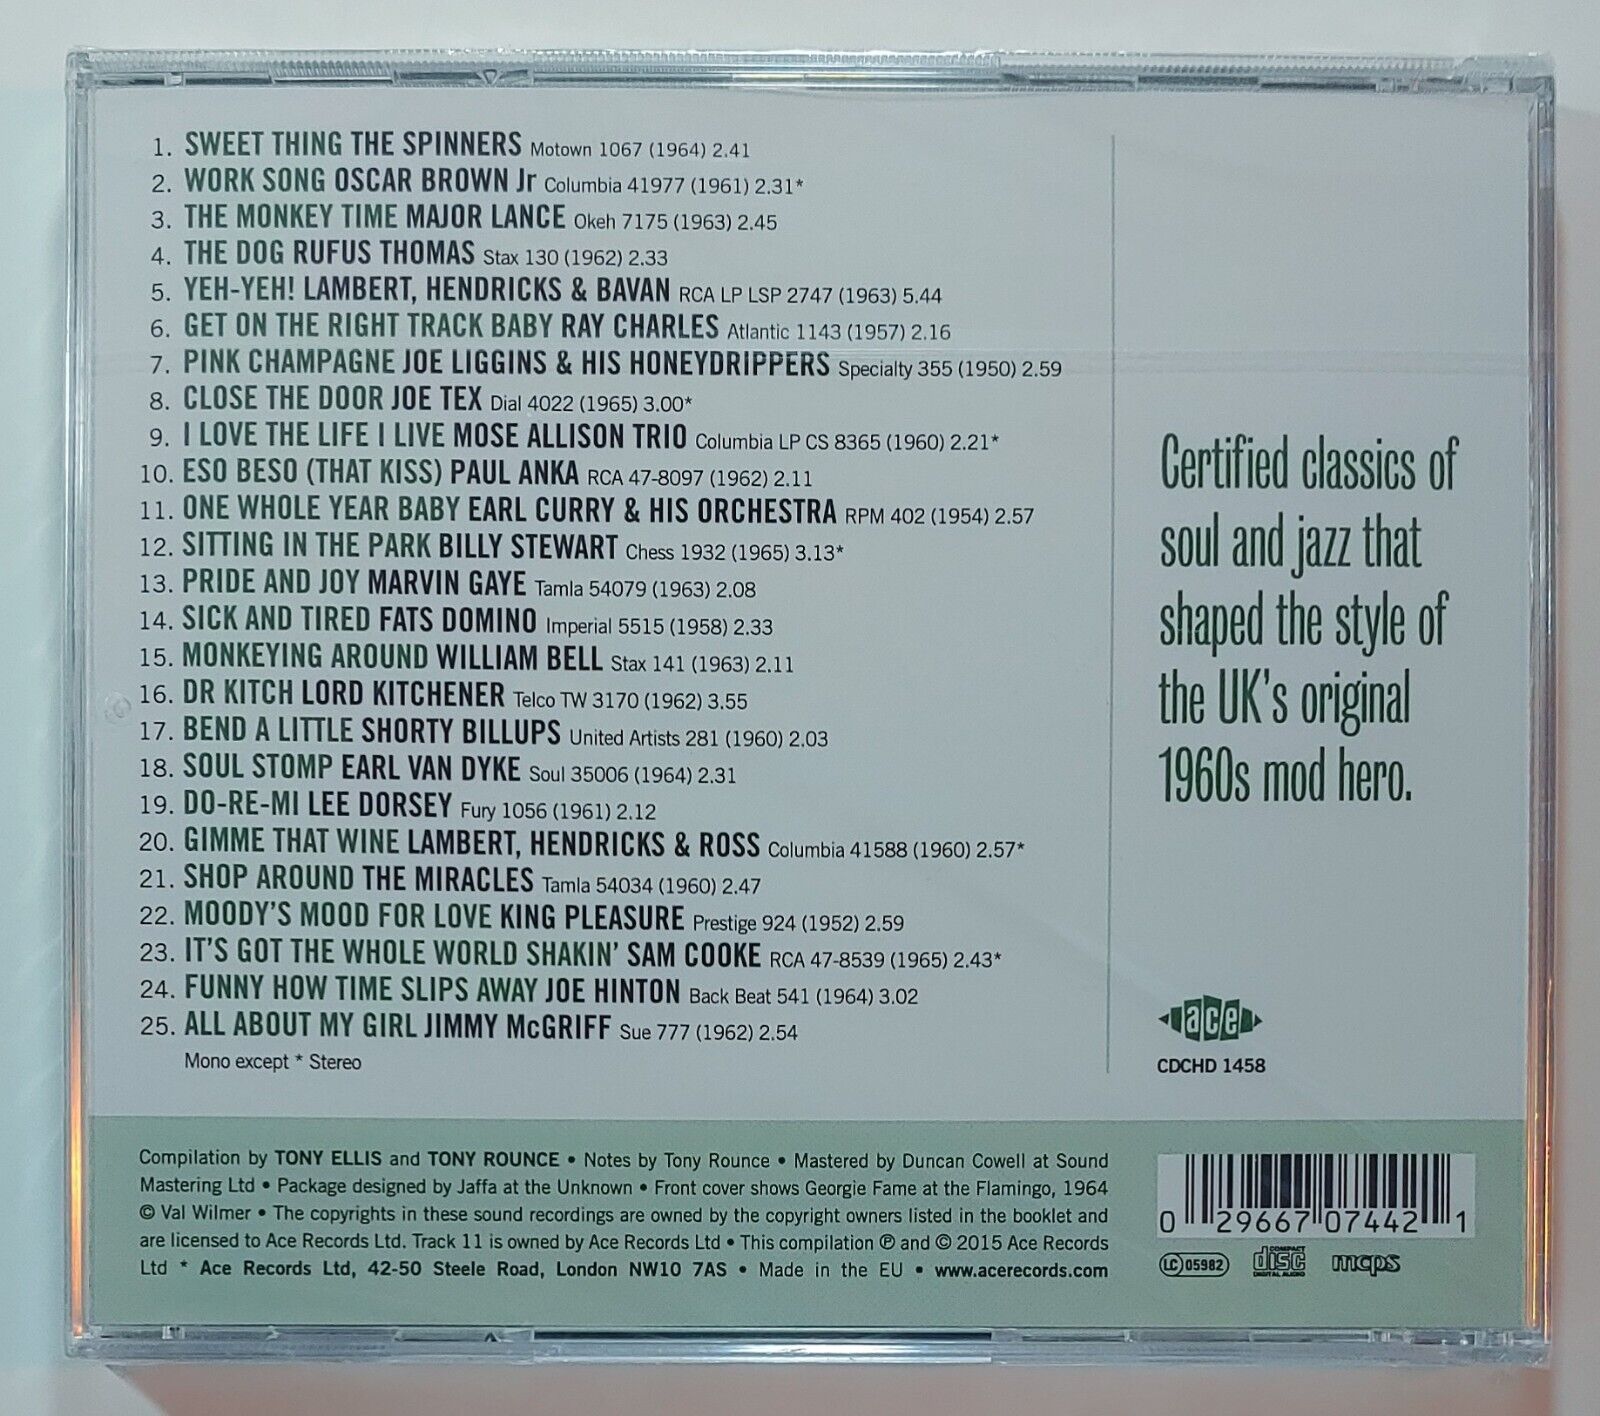 1. SWEET THING THE SPINNERS Motown 1067 (1964) 2.41
2. WORK SONG OSCAR BROWN Jr Columbia 41977 (1961) 2.31*
3. THE MONKEY TIME MAJOR LANCE Okeh 7175 (1963) 2.45
4. THE DOG RUFUS THOMAS Stax 130 (1962) 2.33
5. YEH-YEH! LAMBERT, HENDRICKS & BAVAN RCA LP LSP 2747 (1963) 5.44
6. GET ON THE RIGHT TRACK BABY RAY CHARLES Atlantic 1143 (1957) 2.16
7. PINK CHAMPAGNE JOE LIGGINS & HIS HONEYDRIPPERS Specialty 355 (1950) 2.59
8. CLOSE THE DOOR JOE TEX Dial 4022 (1965) 3.00*
9. I LOVE THE LIFE I LIVE MOSE ALLISON TRIO Columbia LP CS 8365 (1960) 2.21*
10. ESO BESO (THAT KISS) PAUL ANKA RCA 47-8097 (1962) 2.11
11. ONE WHOLE YEAR BABY EARL CURRY & HIS ORCHESTRA RPM 402 (1954) 2.57
12. SITTING IN THE PARK BILLY STEWART Chess 1932 (1965) 3.13*
13. PRIDE AND JOY MARVIN GAYE Tamla 54079 (1963) 2.08
14. SICK AND TIRED FATS DOMINO Imperial 5515 (1958) 2.33
15. MONKEYING AROUND WILLIAM BELL Stax 141 (1963) 2.11
16. DR KITCH LORD KITCHENER Telco TW 3170 (1962) 3.55
17. BEND A LITTLE SHORTY BILLUPS United Artists 281 (1960) 2.03
18. SOUL STOMP EARL VAN DYKE Soul 35006 (1964) 2.31
19. DO-RE-MI LEE DORSEY Fury 1056 (1961) 2.12
20. GIMME THAT WINE LAMBERT, HENDRICKS & ROSS Columbia 41588 (1960) 2.57*
21. SHOP AROUND THE MIRACLES Tamla 54034 (1960) 2.47
22. MOODY'S MOOD FOR LOVE KING PLEASURE Prestige 924 (1952) 2.59
23. IT'S GOT THE WHOLE WORLD SHAKIN' SAM COOKE RCA 47-8539 (1965) 2.43*
24. FUNNY HOW TIME SLIPS AWAY JOE HINTON Back Beat 541 (1964) 3.02
25. ALL ABOUT MY GIRL JIMMY McGRIFF Sue 777 (1962) 2.54
Mono except * Stereo
Certified classics of
soul and jazz that
shaped the style of
the UK's original
1960s mod hero.
ace
CDCHD 1458
Compilation by TONY ELLIS and TONY ROUNCE • Notes by Tony Rounce • Mastered by Duncan Cowell at Sound
Mastering Ltd • Package designed by Jaffa at the Unknown • Front cover shows Georgie Fame at the Flamingo, 1964
© Val Wilmer • The copyrights in these sound recordings are owned by the copyright owners listed in the booklet and
are licensed to Ace Records Ltd. Track 11 is owned by Ace Records Ltd • This compilation ℗ and © 2015 Ace Records
Ltd * Ace Records Ltd, 42-50 Steele Road, London NW10 7AS • Made in the EU • www.acerecords.com
0 29667 07442 1
LC 05982 COMPACT disc DIGITAL AUDIO mcps